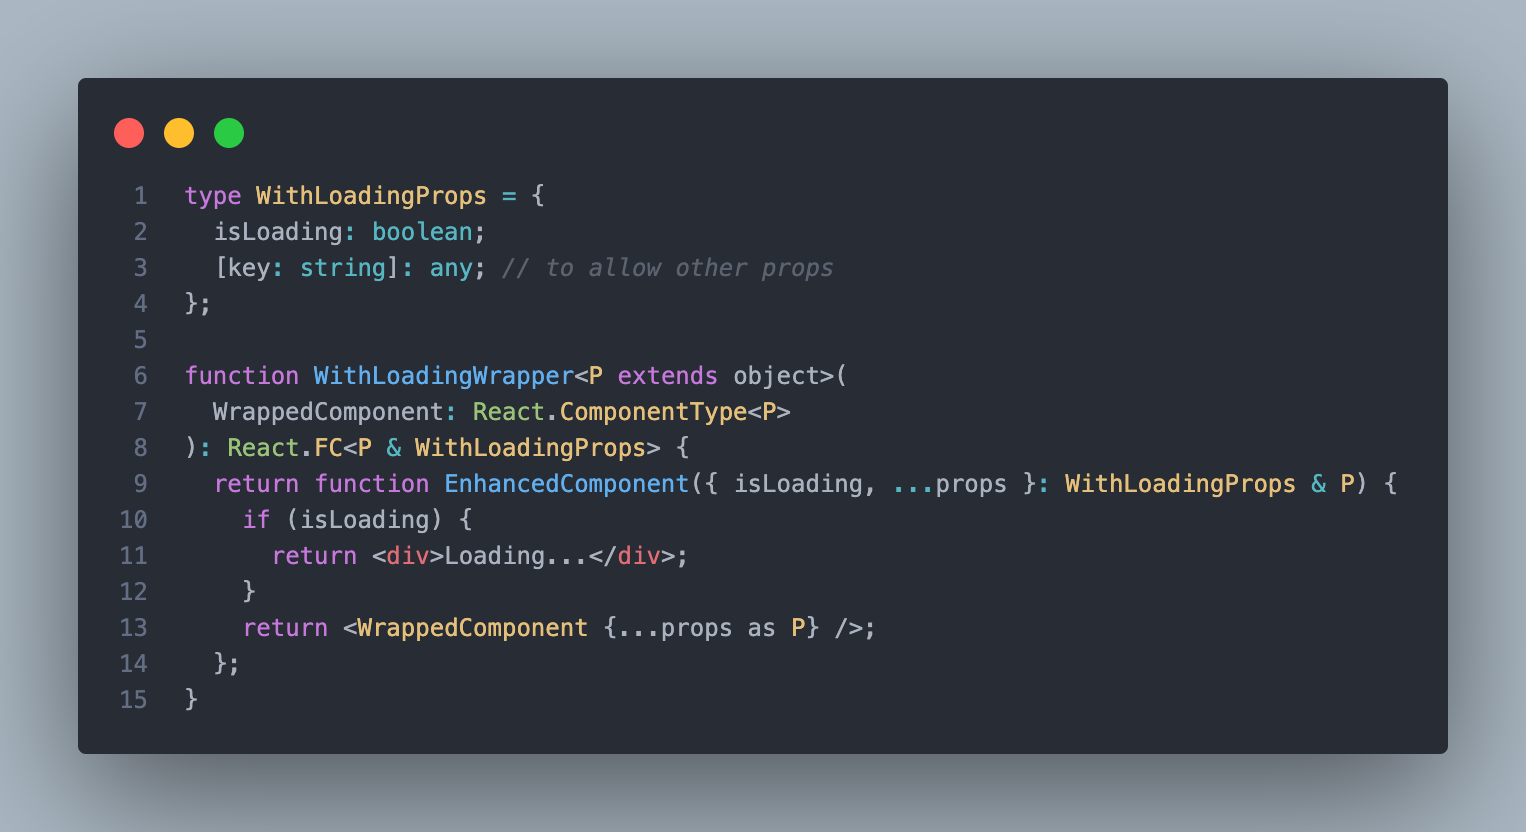 1 type WithLoadingProps = {
2   isLoading: boolean;
3   [key: string]: any; // to allow other props
4 };
5
6 function WithLoadingWrapper<P extends object>(
7   WrappedComponent: React.ComponentType<P>
8 ): React.FC<P & WithLoadingProps> {
9   return function EnhancedComponent({ isLoading, ...props }: WithLoadingProps & P) {
10     if (isLoading) {
11       return <div>Loading...</div>;
12     }
13     return <WrappedComponent {...props as P} />;
14   };
15 }